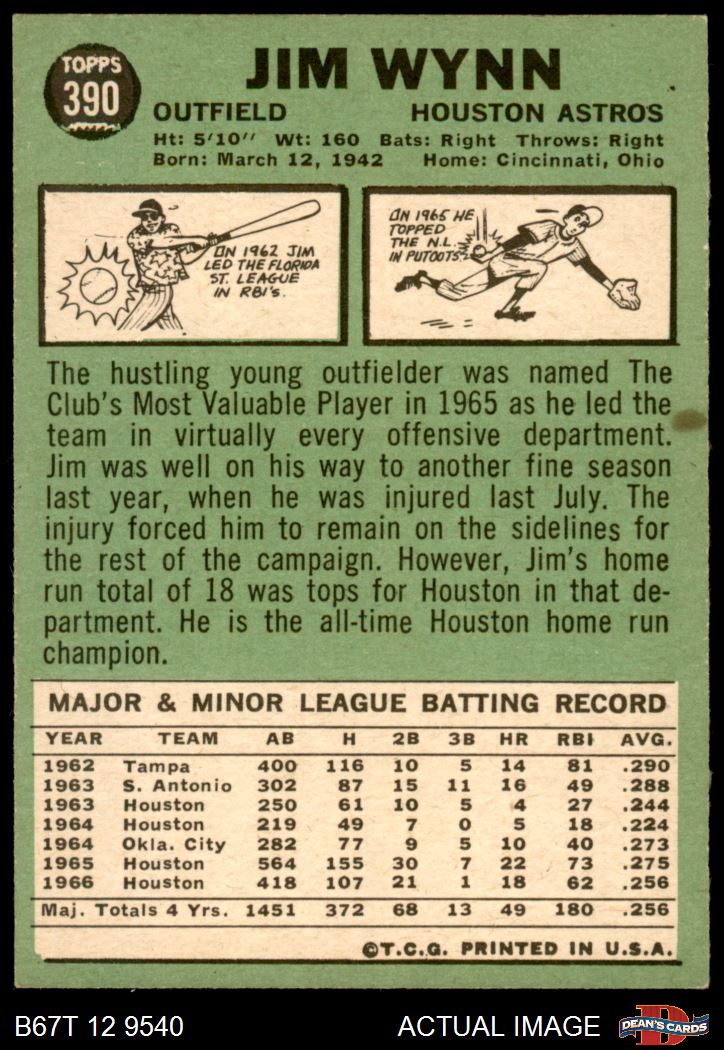 TOPPS
390
JIM WYNN
OUTFIELD HOUSTON ASTROS
Ht: 5'10" Wt: 160 Bats: Right Throws: Right
Born: March 12, 1942 Home: Cincinnati, Ohio
IN 1962 JIM
LED THE FLORIDA
ST. LEAGUE
IN RBI's.
IN 1965 HE
TOPPED
THE N.L.
IN PUTOUTS
The hustling young outfielder was named The
Club's Most Valuable Player in 1965 as he led the
team in virtually every offensive department.
Jim was well on his way to another fine season
last year, when he was injured last July. The
injury forced him to remain on the sidelines for
the rest of the campaign. However, Jim's home
run total of 18 was tops for Houston in that de-
partment. He is the all-time Houston home run
champion.
MAJOR & MINOR LEAGUE BATTING RECORD
YEAR TEAM AB H 2B 3B HR RBI AVG.
1962 Tampa 400 116 10 5 14 81 .290
1963 S. Antonio 302 87 15 11 16 49 .288
1963 Houston 250 61 10 5 4 27 .244
1964 Houston 219 49 7 0 5 18 .224
1964 Okla. City 282 77 9 5 10 40 .273
1965 Houston 564 155 30 7 22 73 .275
1966 Houston 418 107 21 1 18 62 .256
Maj. Totals 4 Yrs. 1451 372 68 13 49 180 .256
©T.C.G. PRINTED IN U.S.A.
B67T 12 9540 ACTUAL IMAGE
D
DEAN'S CARDS